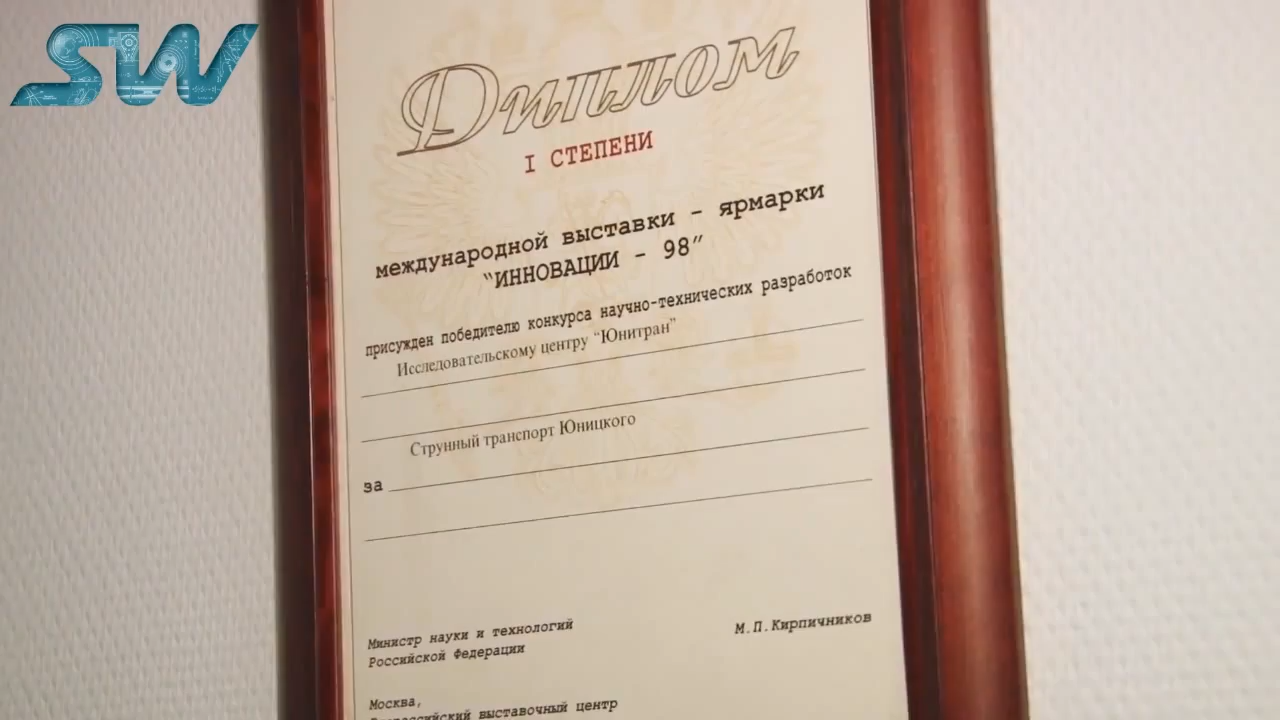 SW
Диплом
I СТЕПЕНИ
международной выставки - ярмарки
“ИННОВАЦИИ - 98”
присужден победителю конкурса научно-технических разработок
Исследовательскому центру “Юнитран”
Струнный транспорт Юницкого
за
Министр науки и технологий
М.П.Кирпичников
Российской Федерации
Москва,
выставочный центр